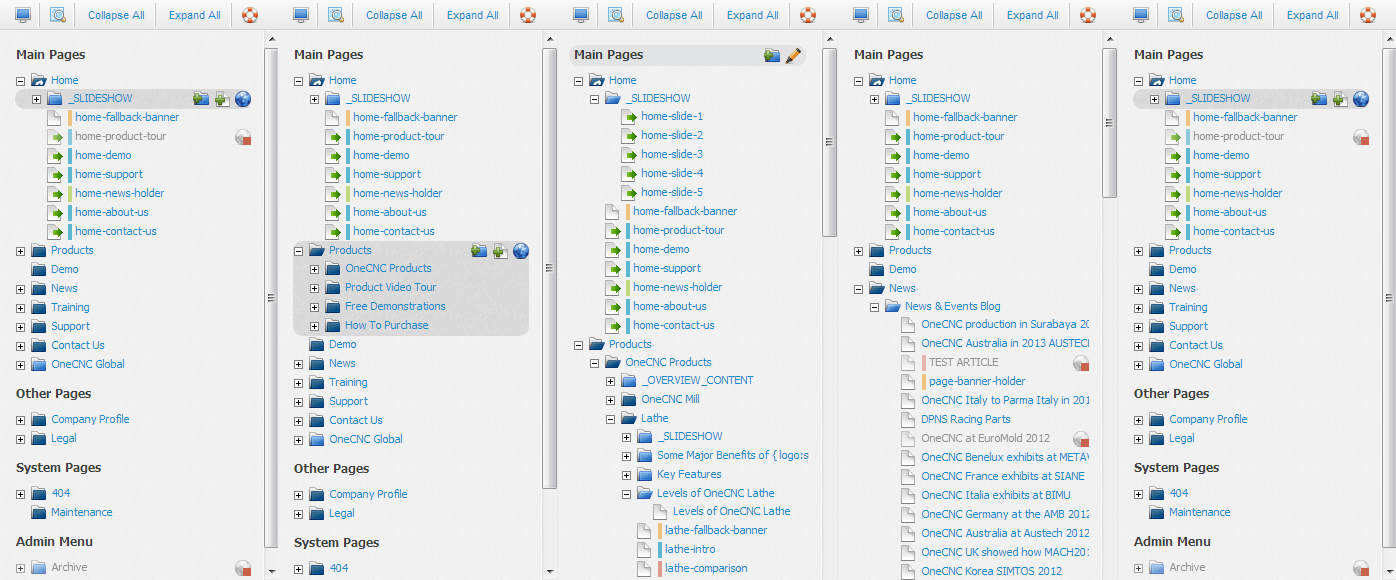 Collapse All
Expand All
Main Pages
Home
_SLIDESHOW
home-fallback-banner
home-product-tour
home-demo
home-support
home-news-holder
home-about-us
home-contact-us
Products
Demo
News
Training
Support
Contact Us
OneCNC Global
Other Pages
Company Profile
Legal
System Pages
404
Maintenance
Admin Menu
Archive
Collapse All
Expand All
Main Pages
Home
_SLIDESHOW
home-fallback-banner
home-product-tour
home-demo
home-support
home-news-holder
home-about-us
home-contact-us
Products
OneCNC Products
Product Video Tour
Free Demonstrations
How To Purchase
Demo
News
Training
Support
Contact Us
OneCNC Global
Other Pages
Company Profile
Legal
System Pages
404
Collapse All
Expand All
Main Pages
Home
_SLIDESHOW
home-slide-1
home-slide-2
home-slide-3
home-slide-4
home-slide-5
home-fallback-banner
home-product-tour
home-demo
home-support
home-news-holder
home-about-us
home-contact-us
Products
OneCNC Products
_OVERVIEW_CONTENT
OneCNC Mill
Lathe
_SLIDESHOW
Some Major Benefits of {logo:s
Key Features
Levels of OneCNC Lathe
Levels of OneCNC Lathe
lathe-fallback-banner
lathe-intro
lathe-comparison
Collapse All
Expand All
Main Pages
Home
_SLIDESHOW
home-fallback-banner
home-product-tour
home-demo
home-support
home-news-holder
home-about-us
home-contact-us
Products
Demo
News
News & Events Blog
OneCNC production in Surabaya 20
OneCNC Australia in 2013 AUSTECH
TEST ARTICLE
page-banner-holder
OneCNC Italy to Parma Italy in 201
DPNS Racing Parts
OneCNC at EuroMold 2012
OneCNC Benelux exhibits at METAV
OneCNC France exhibits at SIANE
OneCNC Italia exhibits at BIMU
OneCNC Germany at the AMB 2012
OneCNC Australia at Austech 2012
OneCNC UK showed how MACH201
OneCNC Korea SIMTOS 2012
Collapse All
Expand All
Main Pages
Home
_SLIDESHOW
home-fallback-banner
home-product-tour
home-demo
home-support
home-news-holder
home-about-us
home-contact-us
Products
Demo
News
Training
Support
Contact Us
OneCNC Global
Other Pages
Company Profile
Legal
System Pages
404
Maintenance
Admin Menu
Archive